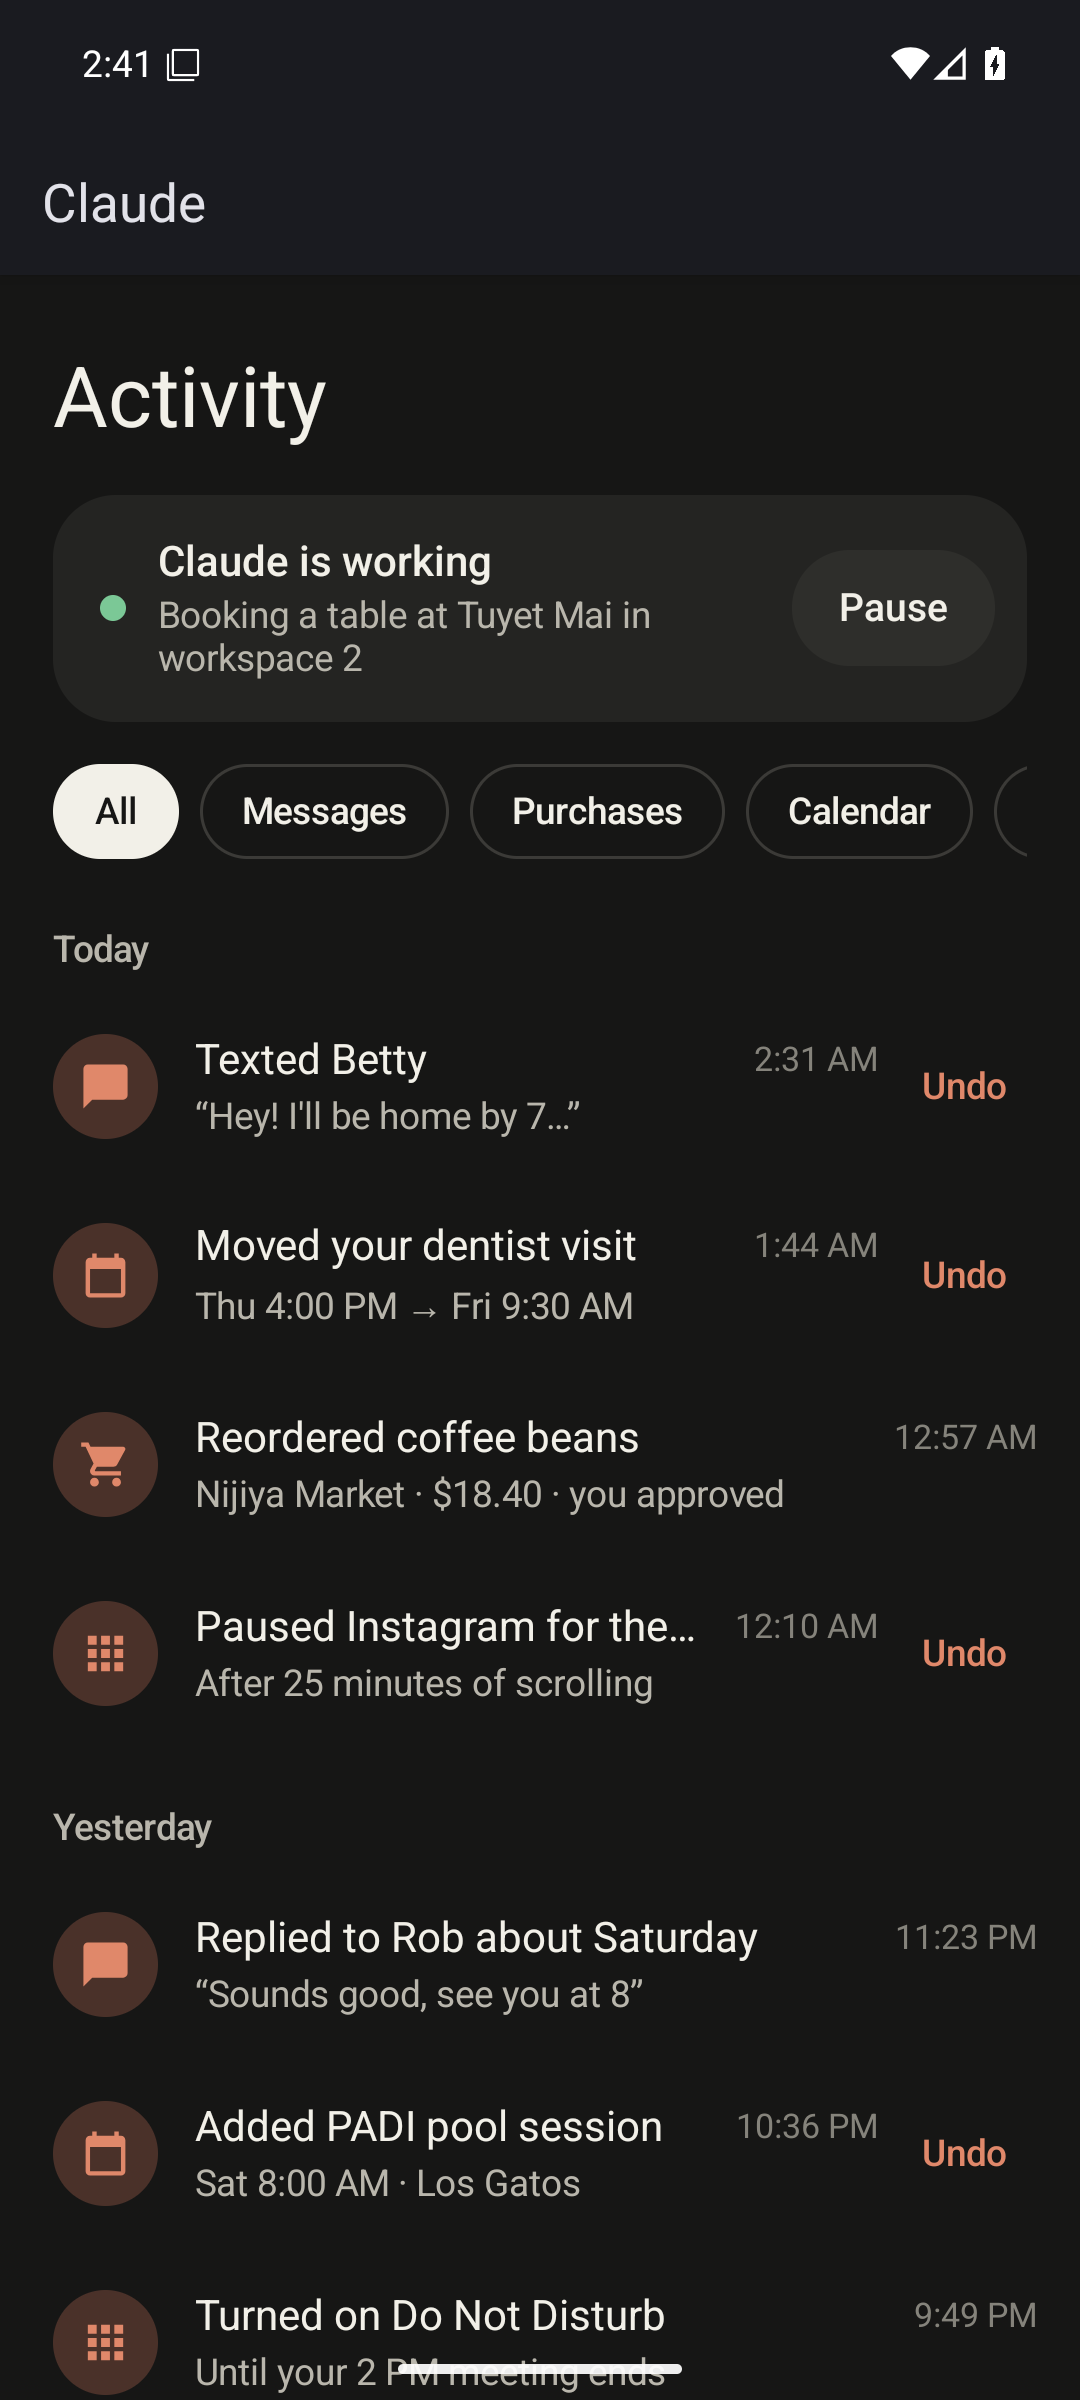 2:41
Claude
Activity
Claude is working
Booking a table at Tuyet Mai in
workspace 2
Pause
All
Messages
Purchases
Calendar
Today
Texted Betty
2:31 AM
“Hey! I'll be home by 7…”
Undo
Moved your dentist visit
1:44 AM
Thu 4:00 PM → Fri 9:30 AM
Undo
Reordered coffee beans
12:57 AM
Nijiya Market · $18.40 · you approved
Paused Instagram for the…
12:10 AM
After 25 minutes of scrolling
Undo
Yesterday
Replied to Rob about Saturday
11:23 PM
“Sounds good, see you at 8”
Added PADI pool session
10:36 PM
Sat 8:00 AM · Los Gatos
Undo
Turned on Do Not Disturb
9:49 PM
Until your 2 PM meeting ends